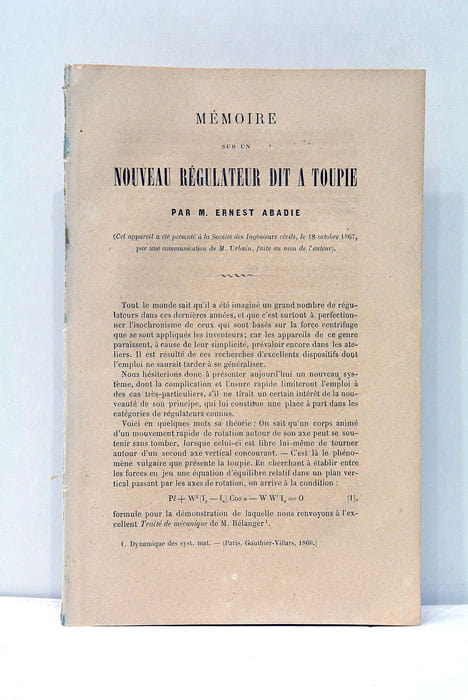 MÉMOIRE
SUR UN
NOUVEAU RÉGULATEUR DIT A TOUPIE
PAR M. ERNEST ABADIE
(Cet appareil a été présenté à la Société des Ingénieurs civils, le 18 octobre 1867,
par une communication de M. Urbain, faite au nom de l'auteur).
Tout le monde sait qu'il a été imaginé un grand nombre de régu-
lateurs dans ces dernières années, et que c'est surtout à perfection-
ner l'isochronisme de ceux qui sont basés sur la force centrifuge
que se sont appliqués les inventeurs; car les appareils de ce genre
paraissent, à cause de leur simplicité, prévaloir encore dans les ate-
liers. Il est résulté de ces recherches d'excellents dispositifs dont
l'emploi ne saurait tarder à se généraliser.
Nous hésiterions donc à présenter aujourd'hui un nouveau sys-
tème, dont la complication et l'usure rapide limiteront l'emploi à
des cas très-particuliers, s'il ne tirait un certain intérêt de la nou-
veauté de son principe, qui lui constitue une place à part dans les
catégories de régulateurs connus.
Voici en quelques mots sa théorie : On sait qu'un corps animé
d'un mouvement rapide de rotation autour de son axe peut se sou-
tenir sans tomber, lorsque celui-ci est libre lui-même de tourner
autour d'un second axe vertical concourant. — C'est là le phéno-
mène vulgaire que présente la toupie. En cherchant à établir entre
les forces en jeu une équation d'équilibre relatif dans un plan ver-
tical passant par les axes de rotation, on arrive à la condition :
Pl + W² (I
) Cos
— W W' I
= O (1),
formule pour la démonstration de laquelle nous renvoyons à l'ex-
cellent Traité de mécanique de M. Bélanger¹.
1. Dynamique des syst. mat. — (Paris, Gauthier-Villars, 1866.)